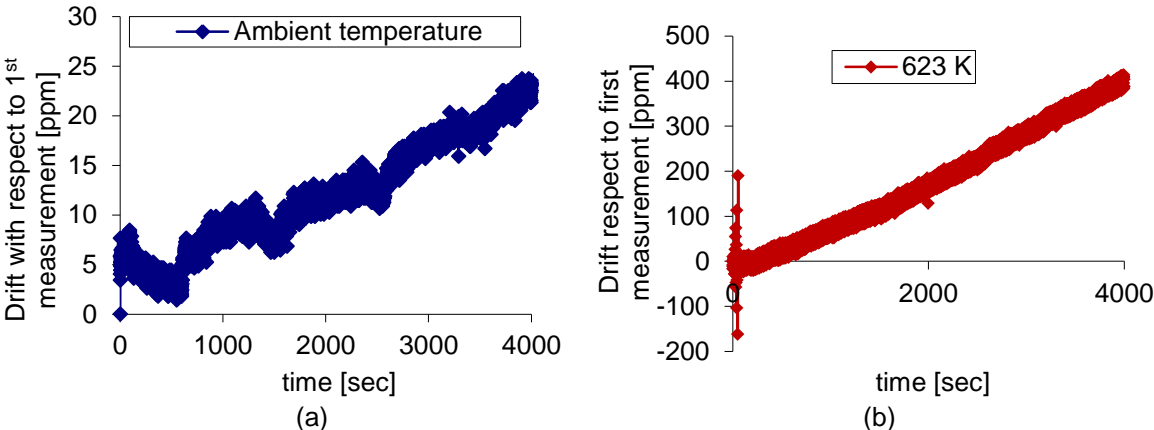 Drift with respect to 1st
measurement [ppm]
30
25
20
15
10
5
0
Ambient temperature
0 1000 2000 3000 4000
time [sec]
(a)
Drift respect to first
measurement [ppm]
500
400
300
200
100
0
-100
-200
623 K
0 2000 4000
time [sec]
(b)